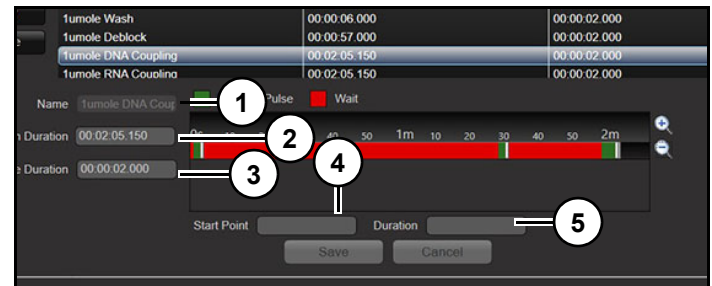 1umole Wash 00:00:06.000 00:00:02.000
1umole Deblock 00:00:57.000 00:00:02.000
1umole DNA Coupling 00:02:05.150 00:00:02.000
1umole RNA Coupling 00:02:05.150 00:00:02.000
Name 1umole DNA Coup 1 Pulse Wait
Duration 00:02:05.150 2 0s 10 40 50 1m 10 20 30 40 50 2m
Duration 00:00:02.000 3 4
Start Point Duration 5
Save Cancel